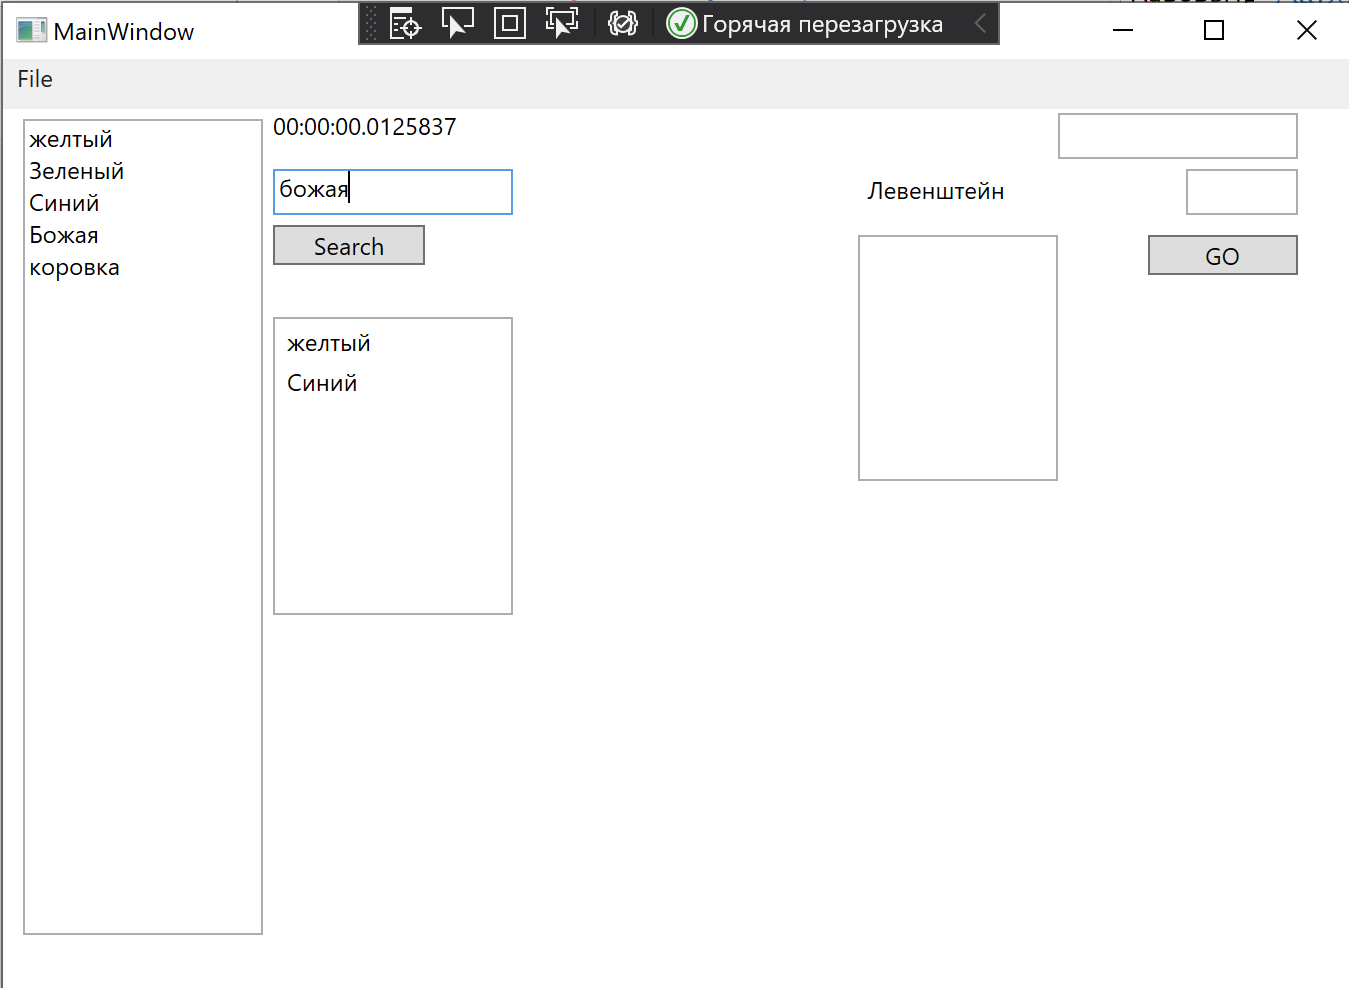 MainWindow
Горячая перезагрузка
File
желтый
Зеленый
Синий
Божая
коровка
00:00:00.0125837
божая
Search
желтый
Синий
Левенштейн
GO